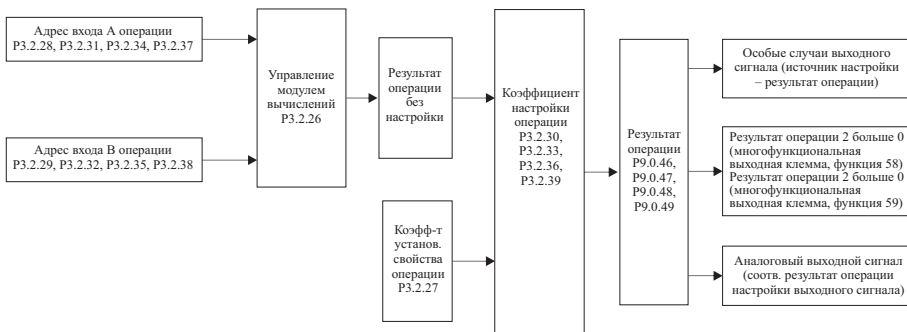 Адрес входа А операции
P3.2.28, P3.2.31, P3.2.34, P3.2.37
Адрес входа В операции
P3.2.29, P3.2.32, P3.2.35, P3.2.38
Управление
модулем
вычислений
P3.2.26
Результат
операции
без
настройки
Коэфф-т
установ.
свойства
операции
P3.2.27
Коэффициент
настройки
операции
P3.2.30,
P3.2.33,
P3.2.36,
P3.2.39
Результат
операции
P9.0.46,
P9.0.47,
P9.0.48,
P9.0.49
Особые случаи выходного
сигнала (источник настройки
– результат операции)
Результат операции 2 больше 0
(многофункциональная
выходная клемма, функция 58)
Результат операции 2 больше 0
(многофункциональная
выходная клемма, функция 59)
Аналоговый выходной сигнал
(соотв. результат операции
настройки выходного сигнала)